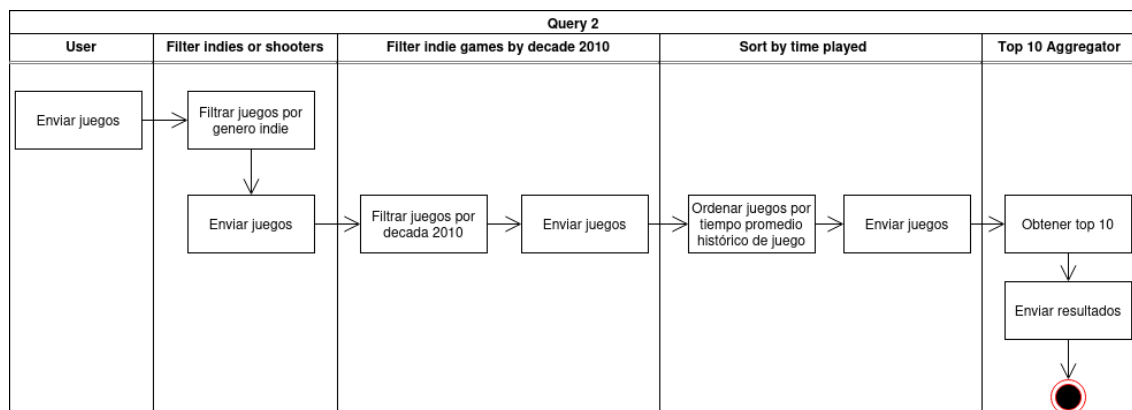 Query 2
User
Filter indies or shooters
Filter indie games by decade 2010
Sort by time played
Top 10 Aggregator
Enviar juegos
Filtrar juegos por
genero indie
Enviar juegos
Filtrar juegos por
decada 2010
Enviar juegos
Ordenar juegos por
tiempo promedio
histórico de juego
Enviar juegos
Obtener top 10
Enviar resultados